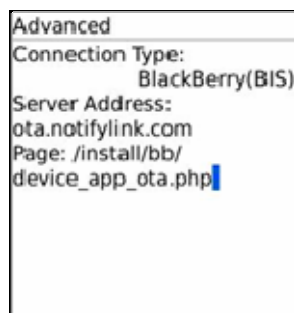 Advanced
Connection Type:
BlackBerry(BIS)
Server Address:
ota.notifylink.com
Page: /install/bb/
device_app_ota.php